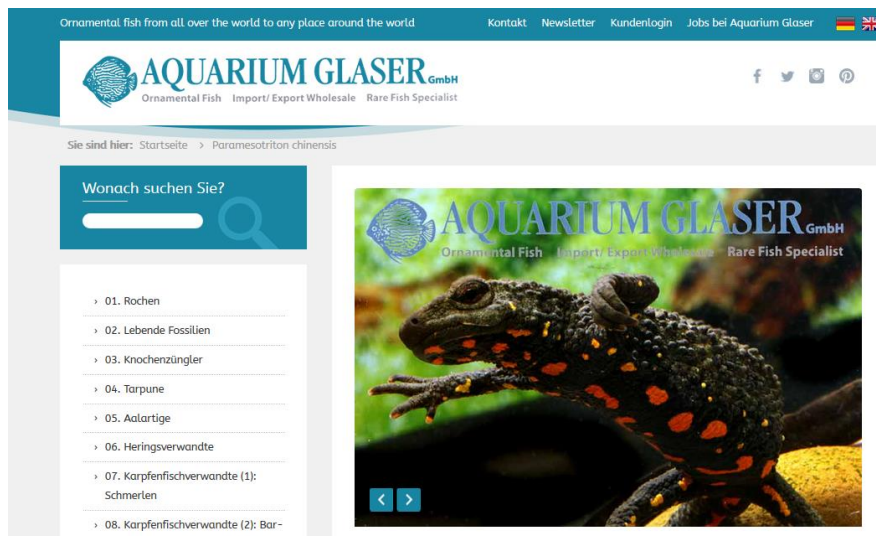 Ornamental fish from all over the world to any place around the world
Kontakt Newsletter Kundenlogin Jobs bei Aquarium Glaser
AQUARIUM GLASER GmbH
Ornamental Fish Import/ Export Wholesale Rare Fish Specialist
Sie sind hier: Startseite > Paramesotriton chinensis
Wonach suchen Sie?
› 01. Rochen
› 02. Lebende Fossilien
› 03. Knochenzüngler
› 04. Tarpune
› 05. Aalartige
› 06. Heringsverwandte
› 07. Karpfenfischverwandte (1):
Schmerlen
› 08. Karpfenfischverwandte (2): Bar-
AQUARIUM GLASER GmbH
Ornamental Fish Import/ Export Wholesale Rare Fish Specialist